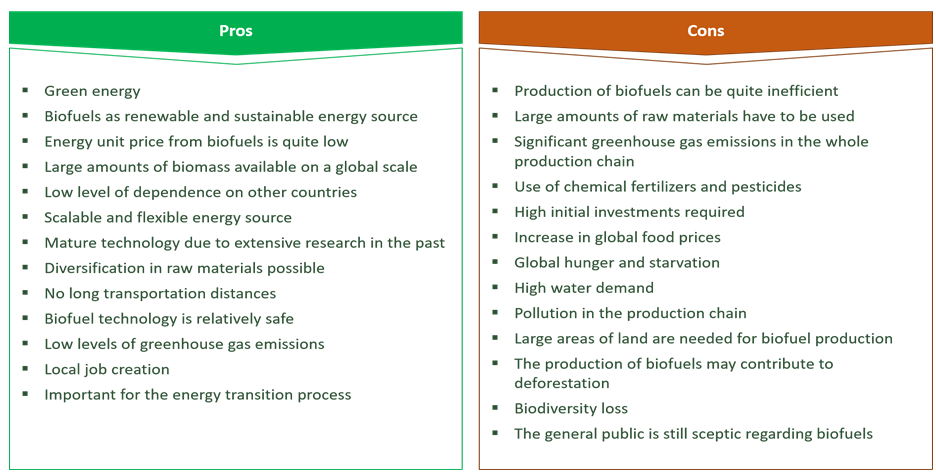 Pros
▪ Green energy
▪ Biofuels as renewable and sustainable energy source
▪ Energy unit price from biofuels is quite low
▪ Large amounts of biomass available on a global scale
▪ Low level of dependence on other countries
▪ Scalable and flexible energy source
▪ Mature technology due to extensive research in the past
▪ Diversification in raw materials possible
▪ No long transportation distances
▪ Biofuel technology is relatively safe
▪ Low levels of greenhouse gas emissions
▪ Local job creation
▪ Important for the energy transition process
Cons
▪ Production of biofuels can be quite inefficient
▪ Large amounts of raw materials have to be used
▪ Significant greenhouse gas emissions in the whole
production chain
▪ Use of chemical fertilizers and pesticides
▪ High initial investments required
▪ Increase in global food prices
▪ Global hunger and starvation
▪ High water demand
▪ Pollution in the production chain
▪ Large areas of land are needed for biofuel production
▪ The production of biofuels may contribute to
deforestation
▪ Biodiversity loss
▪ The general public is still sceptic regarding biofuels